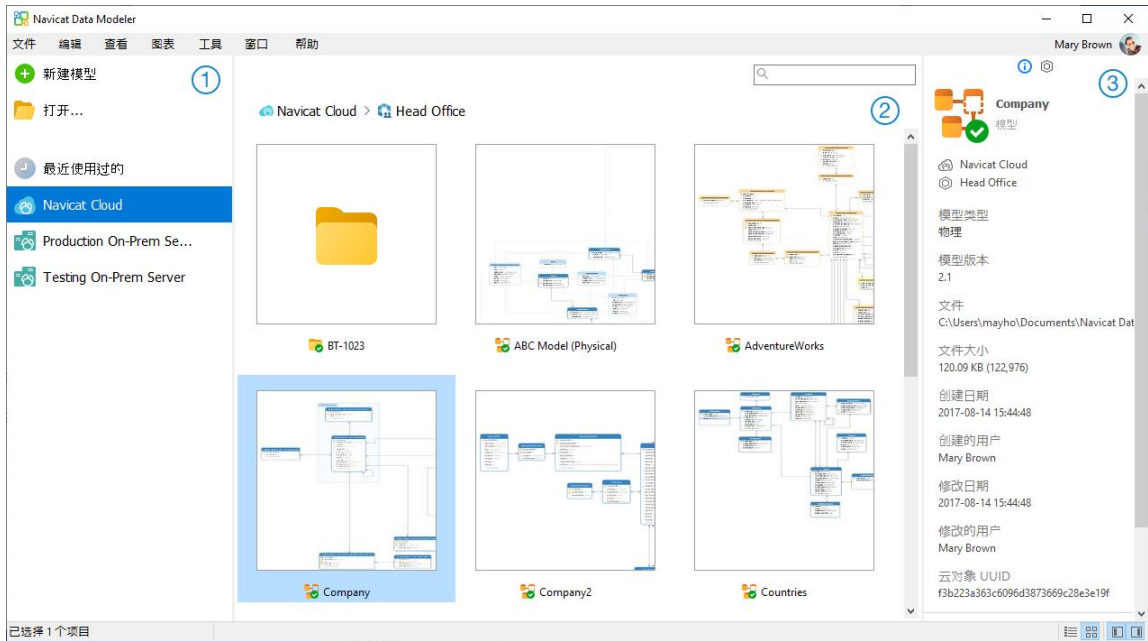 Navicat Data Modeler
文件 编辑 查看 图表 工具 窗口 帮助 Mary Brown
新建模型
打开...
最近使用过的
Navicat Cloud
Production On-Prem Se...
Testing On-Prem Server
①
Navicat Cloud > Head Office
②
BT-1023
ABC Model (Physical)
AdventureWorks
Company
Company2
Countries
③
Company
模型
Navicat Cloud
Head Office
模型类型
物理
模型版本
2.1
文件
C:\Users\mayho\Documents\Navicat Dat
文件大小
120.09 KB (122,976)
创建日期
2017-08-14 15:44:48
创建的用户
Mary Brown
修改日期
2017-08-14 15:44:48
修改的用户
Mary Brown
云对象 UUID
f3b223a363c6096d3873669c28e3e19f
已选择 1 个项目